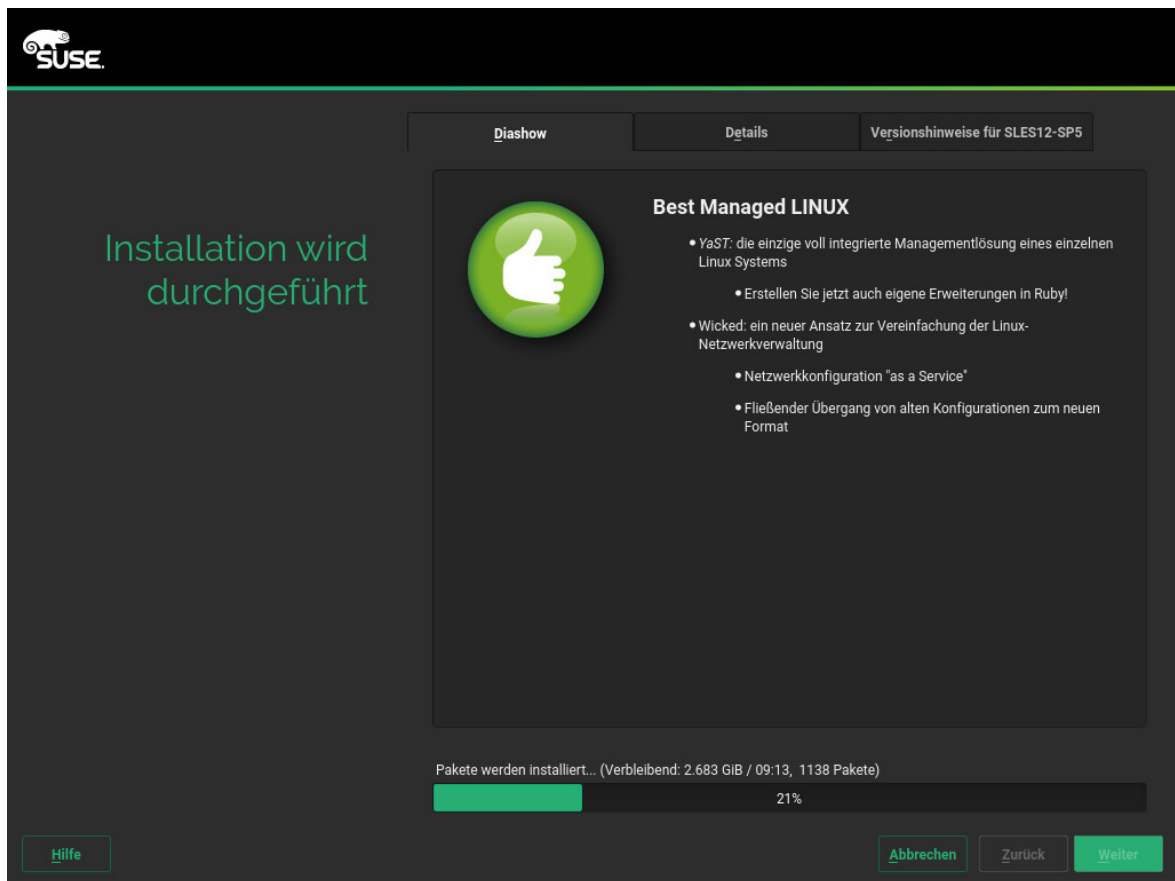 SUSE.
Diashow
Details
Versionshinweise für SLES12-SP5
Installation wird
durchgeführt
Best Managed LINUX
• YaST: die einzige voll integrierte Managementlösung eines einzelnen
Linux Systems
• Erstellen Sie jetzt auch eigene Erweiterungen in Ruby!
• Wicked: ein neuer Ansatz zur Vereinfachung der Linux-
Netzwerkverwaltung
• Netzwerkkonfiguration "as a Service"
• Fließender Übergang von alten Konfigurationen zum neuen
Format
Pakete werden installiert... (Verbleibend: 2.683 GiB / 09:13, 1138 Pakete)
21%
Hilfe
Abbrechen
Zurück
Weiter